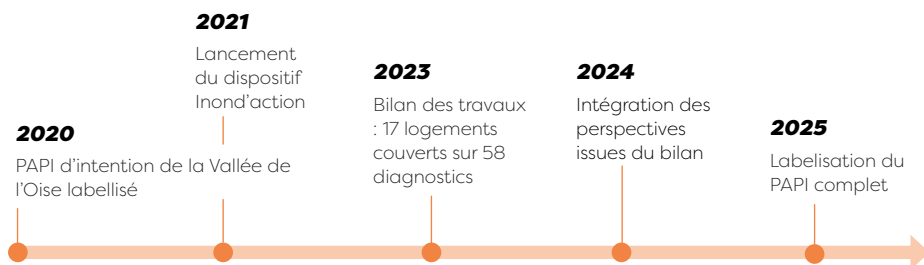 2020
PAPI d’intention de la Vallée de
l’Oise labellisé
2021
Lancement
du dispositif
Inond’action
2023
Bilan des travaux
: 17 logements
couverts sur 58
diagnostics
2024
Intégration des
perspectives
issues du bilan
2025
Labelisation du
PAPI complet